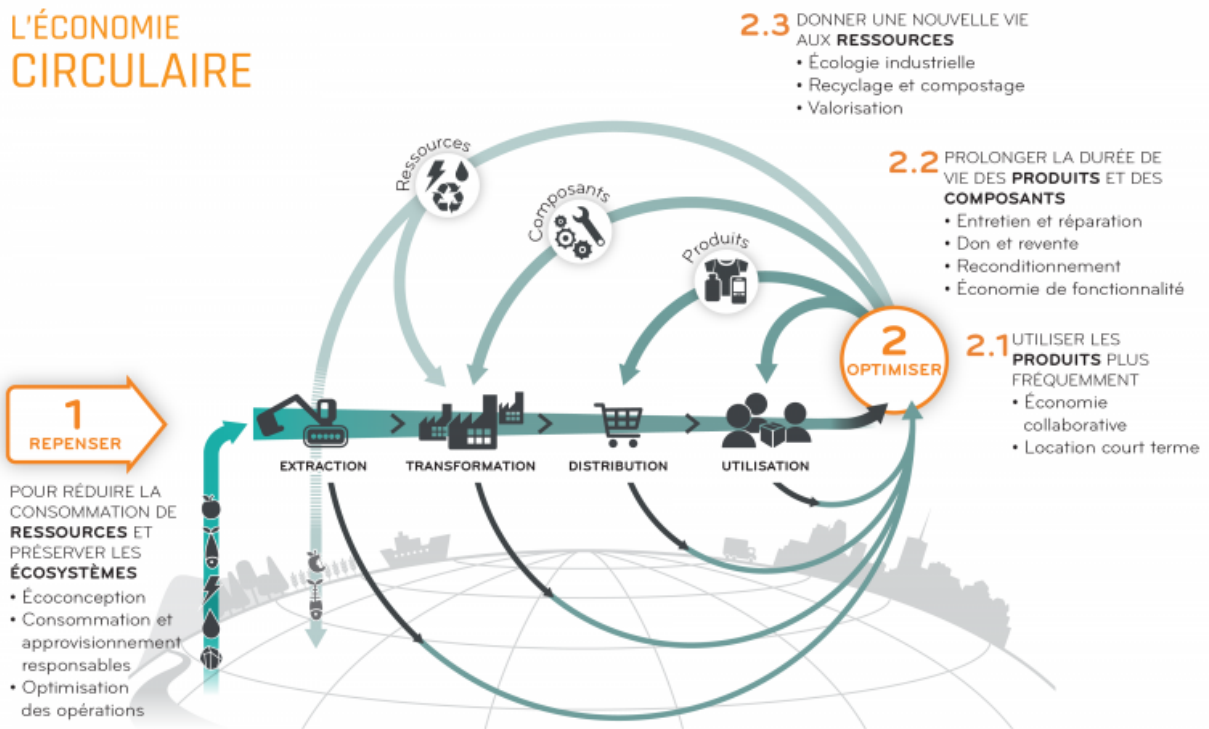 L'ÉCONOMIE
CIRCULAIRE
2.3 DONNER UNE NOUVELLE VIE
AUX RESSOURCES
• Écologie industrielle
• Recyclage et compostage
• Valorisation
2.2 PROLONGER LA DURÉE DE
VIE DES PRODUITS ET DES
COMPOSANTS
• Entretien et réparation
• Don et revente
• Reconditionnement
• Économie de fonctionnalité
2.1 UTILISER LES
PRODUITS PLUS
FRÉQUEMMENT
• Économie
collaborative
• Location court terme
Ressources
Composants
Produits
2
OPTIMISER
1
REPENSER
EXTRACTION
TRANSFORMATION
DISTRIBUTION
UTILISATION
POUR RÉDUIRE LA
CONSOMMATION DE
RESSOURCES ET
PRÉSERVER LES
ÉCOSYSTÈMES
• Écoconception
• Consommation et
approvisionnement
responsables
• Optimisation
des opérations